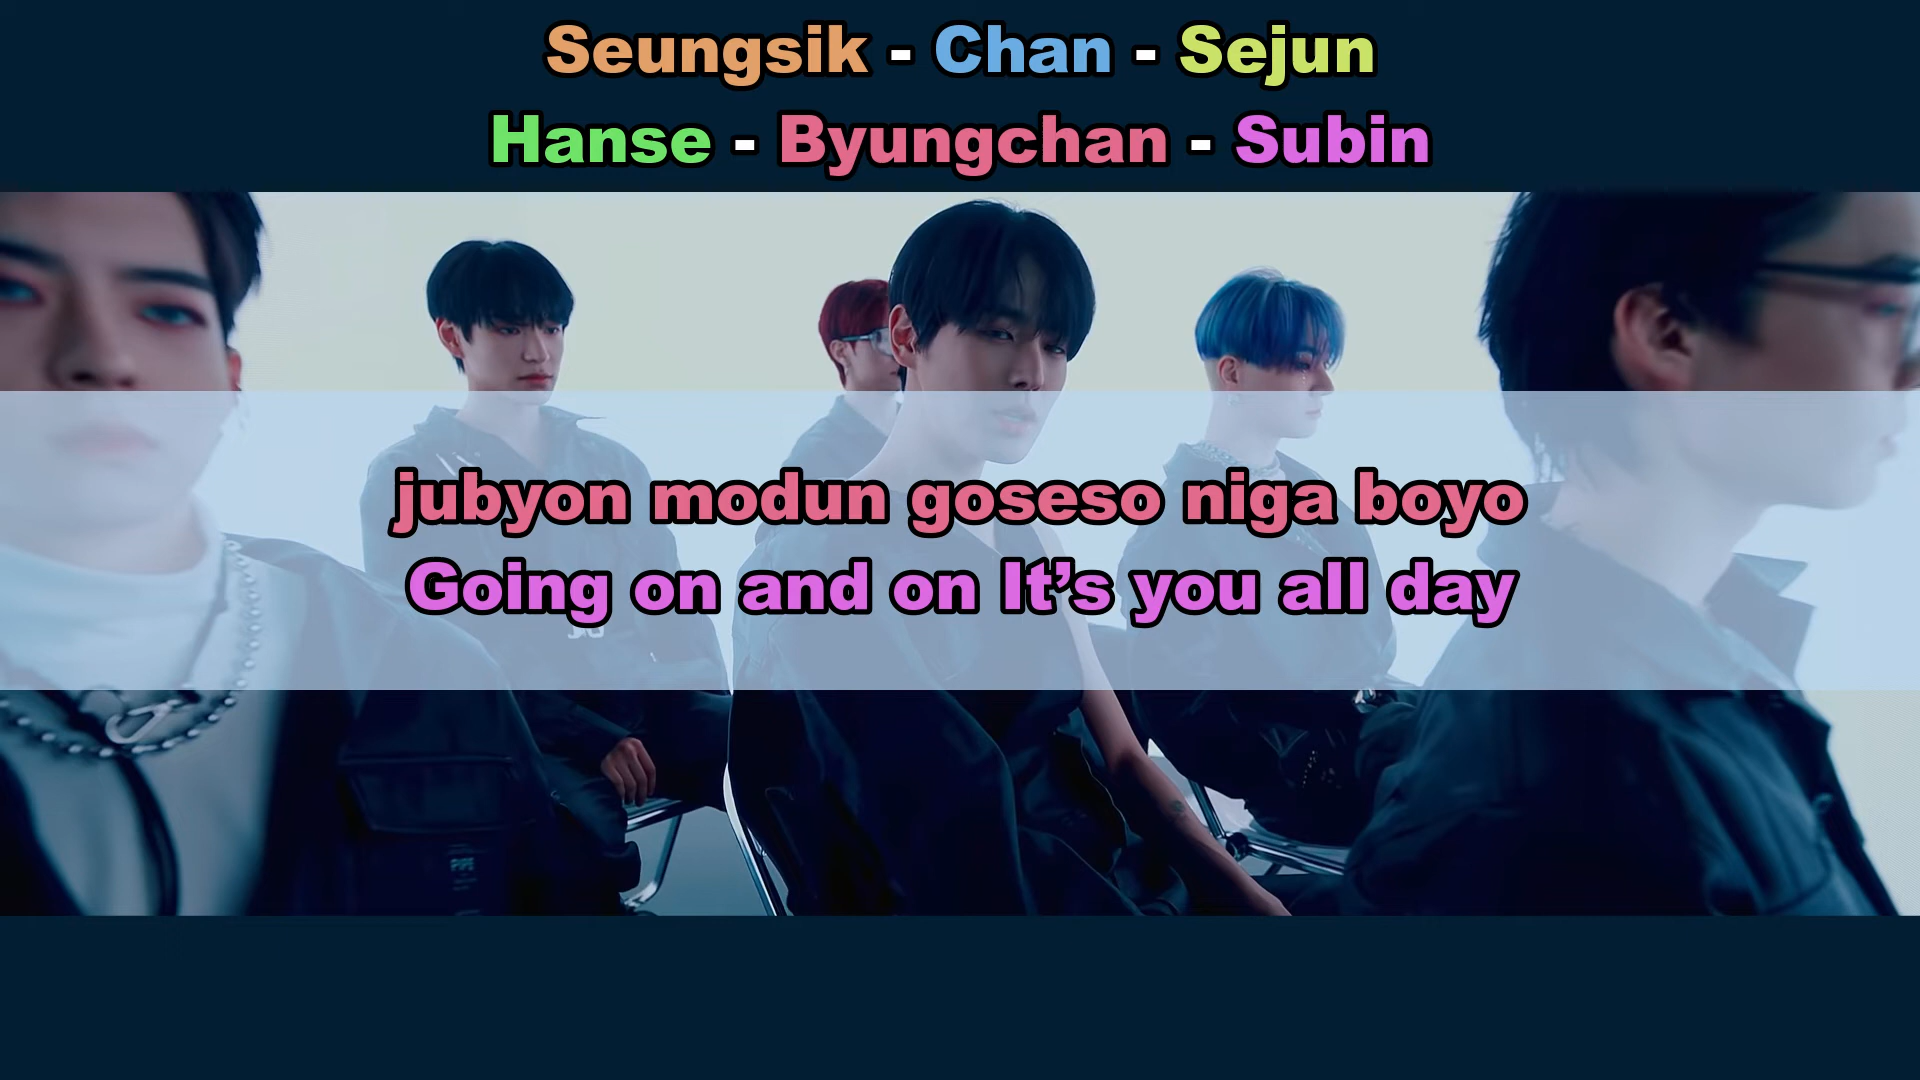 Seungsik - Chan - Sejun
Hanse - Byungchan - Subin
jubyon modun goseso niga boyo
Going on and on It’s you all day